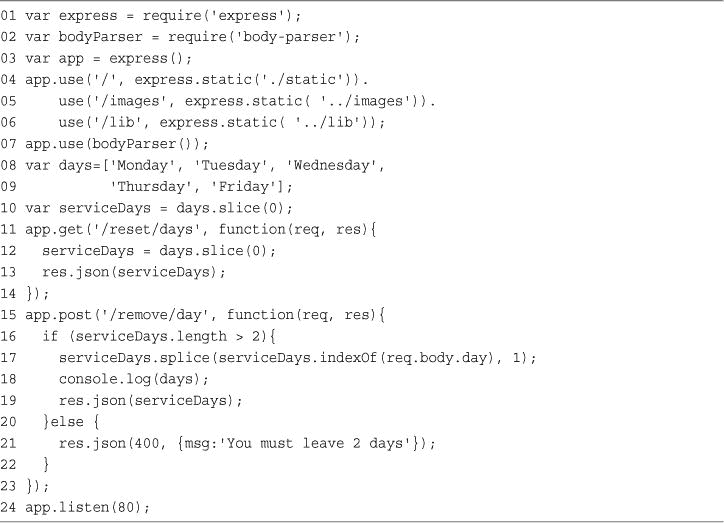 01 var express = require('express');
02 var bodyParser = require('body-parser');
03 var app = express();
04 app.use('/', express.static('./static')).
05     use('/images', express.static( '../images')).
06     use('/lib', express.static( '../lib'));
07 app.use(bodyParser());
08 var days=['Monday', 'Tuesday', 'Wednesday',
09           'Thursday', 'Friday'];
10 var serviceDays = days.slice(0);
11 app.get('/reset/days', function(req, res){
12   serviceDays = days.slice(0);
13   res.json(serviceDays);
14 });
15 app.post('/remove/day', function(req, res){
16   if (serviceDays.length > 2){
17     serviceDays.splice(serviceDays.indexOf(req.body.day), 1);
18     console.log(days);
19     res.json(serviceDays);
20   }else {
21     res.json(400, {msg:'You must leave 2 days'});
22   }
23 });
24 app.listen(80);